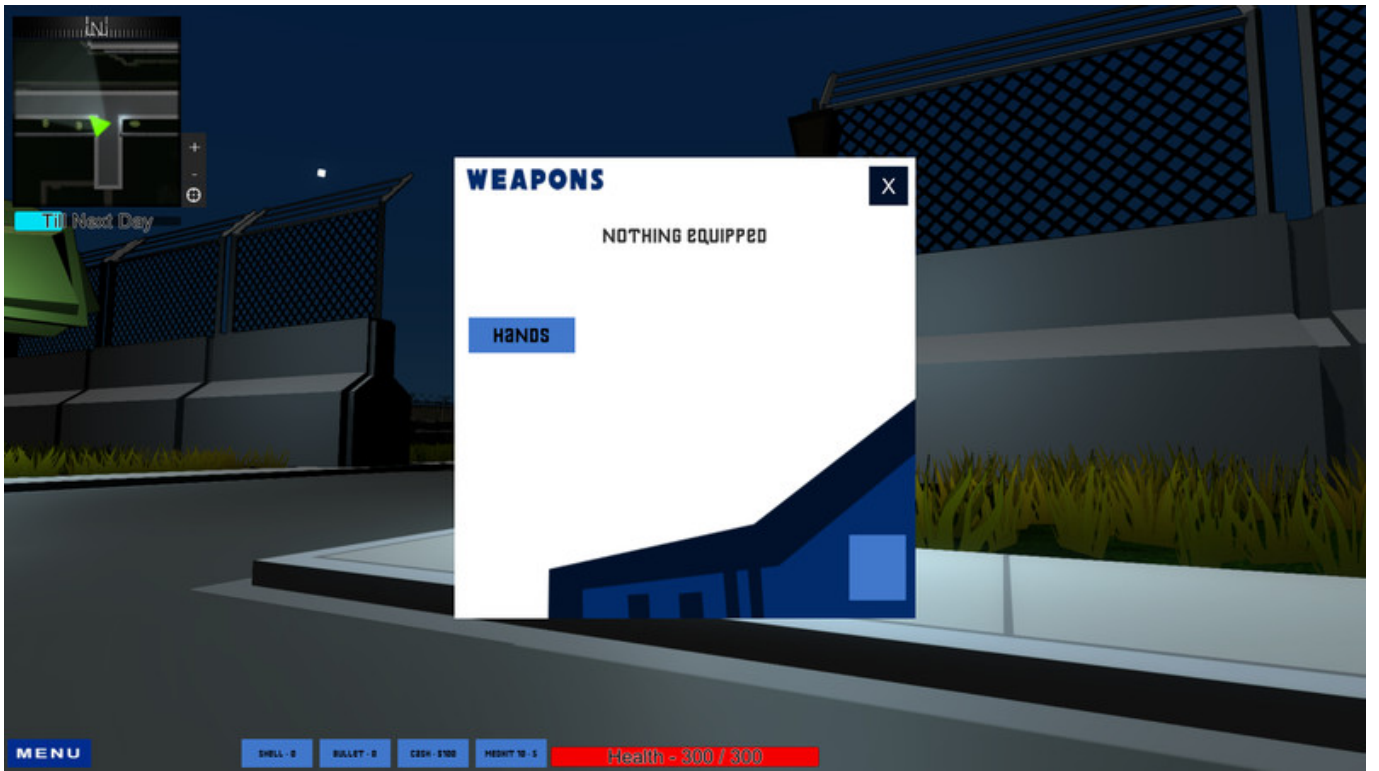 N
+
-
Till Next Day
WEAPONS
X
NOTHING EQUIPPED
HANDS
MENU
SHELL - 0
BULLET - 0
CASH - $100
MEDKIT 10 - 5
Health - 300 / 300